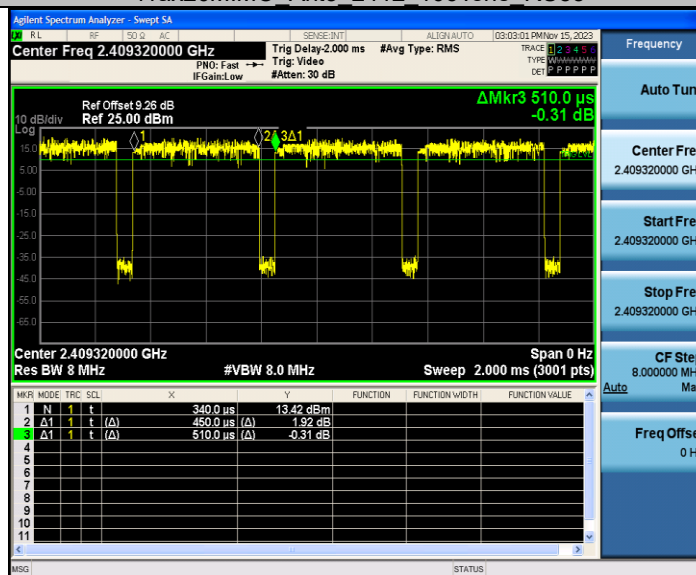 Agilent Spectrum Analyzer - Swept SA
RL RF 50 Ω AC SENSE:INT ALIGN AUTO 03:03:01 PM Nov 15, 2023
Center Freq 2.409320000 GHz
PNO: Fast
IFGain:Low
Trig Delay-2.000 ms
Trig: Video
#Atten: 30 dB
#Avg Type: RMS
TRACE 1 2 3 4 5 6
TYPE
DET P P P P P P
Frequency
Auto Tun
Center Fre
2.409320000 GH
Start Fre
2.409320000 GH
Stop Fre
2.409320000 GH
CF Ste
8.000000 MH
Auto Ma
Freq Offse
0 H
Ref Offset 9.26 dB
10 dB/div Ref 25.00 dBm
ΔMkr3 510.0 µs
-0.31 dB
Log
15.0
5.00
-5.00
-15.0
-25.0
-35.0
-45.0
-55.0
-65.0
1
2Δ 3Δ1
Center 2.409320000 GHz Span 0 Hz
Res BW 8 MHz #VBW 8.0 MHz Sweep 2.000 ms (3001 pts)
MKR MODE TRC SCL X Y FUNCTION FUNCTION WIDTH FUNCTION VALUE
1 N 1 t 340.0 µs 13.42 dBm
2 Δ1 1 t (Δ) 450.0 µs (Δ) 1.92 dB
3 Δ1 1 t (Δ) 510.0 µs (Δ) -0.31 dB
4
5
6
7
8
9
10
11
MSG STATUS